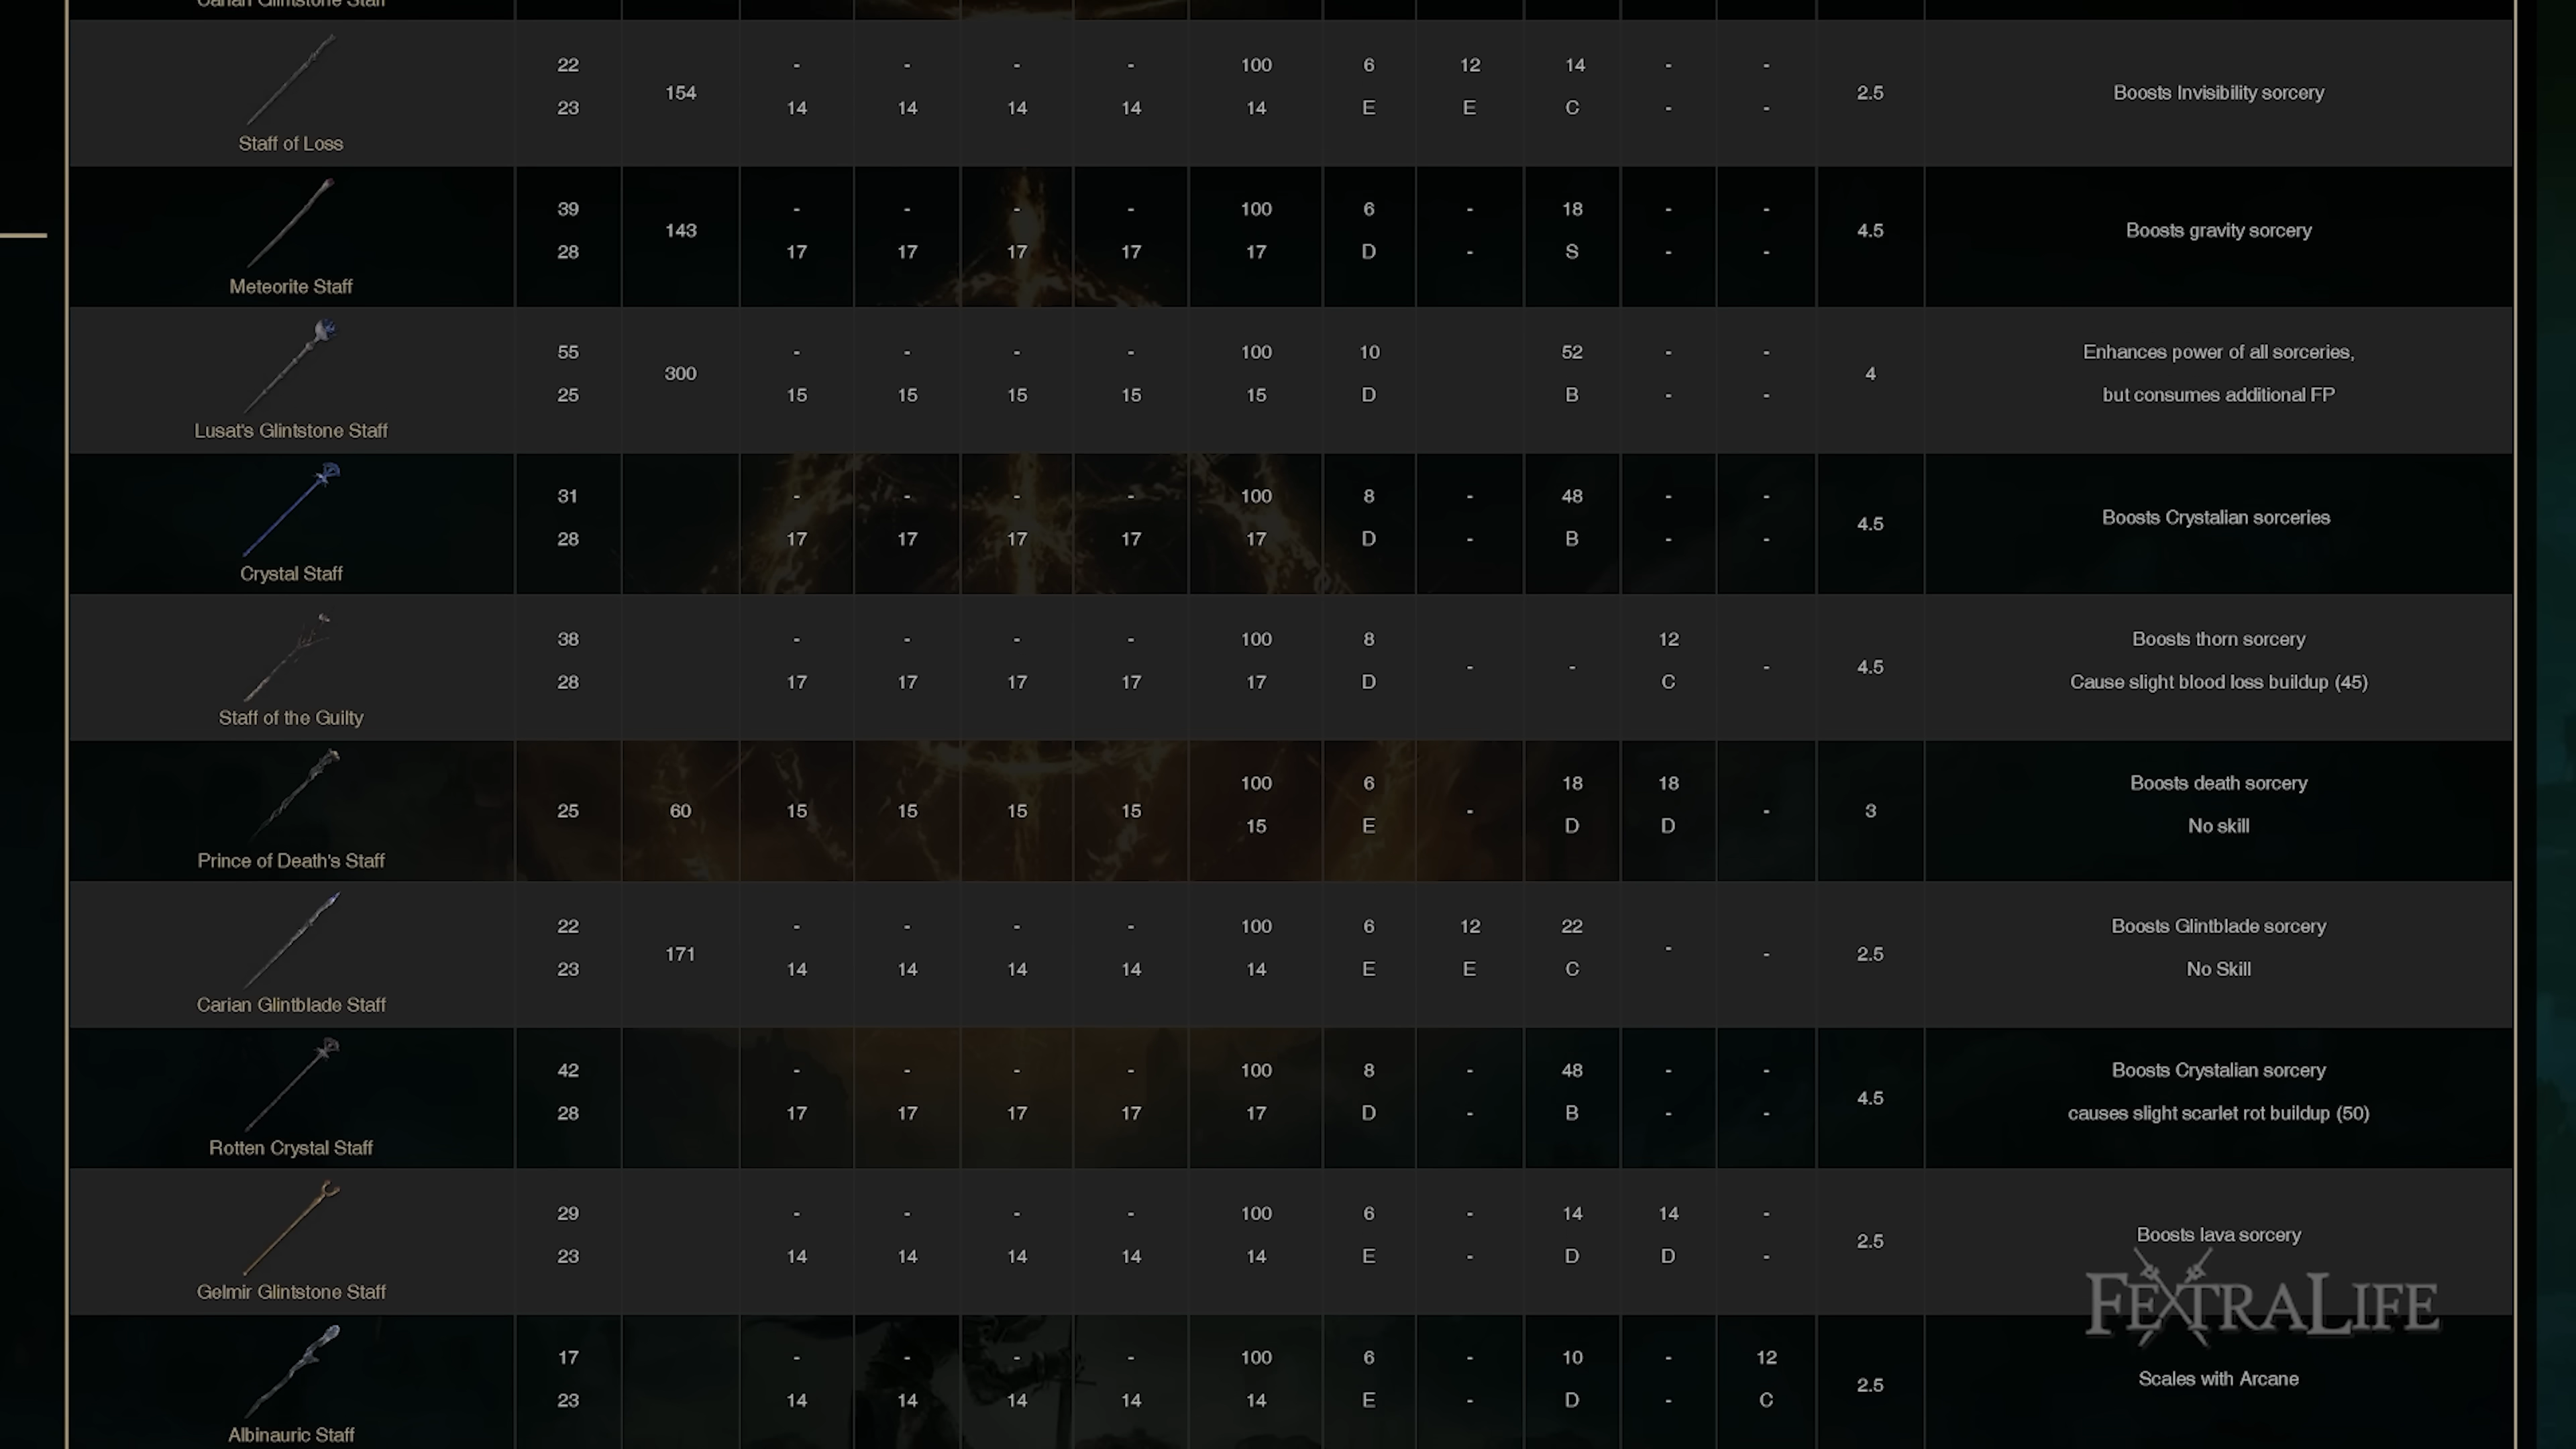 Carian Glintstone Staff
22 - - - - 100 6 12 14 - -
154 2.5 Boosts Invisibility sorcery
23 14 14 14 14 14 E E C - -
Staff of Loss
39 - - - - 100 6 - 18 - -
143 4.5 Boosts gravity sorcery
28 17 17 17 17 17 D - S - -
Meteorite Staff
55 - - - - 100 10 52 - - Enhances power of all sorceries,
300 4
25 15 15 15 15 15 D B - - but consumes additional FP
Lusat's Glintstone Staff
31 - - - - 100 8 - 48 - -
4.5 Boosts Crystalian sorceries
28 17 17 17 17 17 D - B - -
Crystal Staff
38 - - - - 100 8 12 Boosts thorn sorcery
- - - 4.5
28 17 17 17 17 17 D C Cause slight blood loss buildup (45)
Staff of the Guilty
100 6 18 18 Boosts death sorcery
25 60 15 15 15 15 - - 3
15 E D D No skill
Prince of Death's Staff
22 - - - - 100 6 12 22 Boosts Glintblade sorcery
171 - - 2.5
23 14 14 14 14 14 E E C No Skill
Carian Glintblade Staff
42 - - - - 100 8 - 48 - - Boosts Crystalian sorcery
4.5
28 17 17 17 17 17 D - B - - causes slight scarlet rot buildup (50)
Rotten Crystal Staff
29 - - - - 100 6 - 14 14 -
2.5 Boosts lava sorcery
23 14 14 14 14 14 E - D D -
Gelmir Glintstone Staff
FEXTRALIFE
17 - - - - 100 6 - 10 - 12
2.5 Scales with Arcane
23 14 14 14 14 14 E - D - C
Albinauric Staff